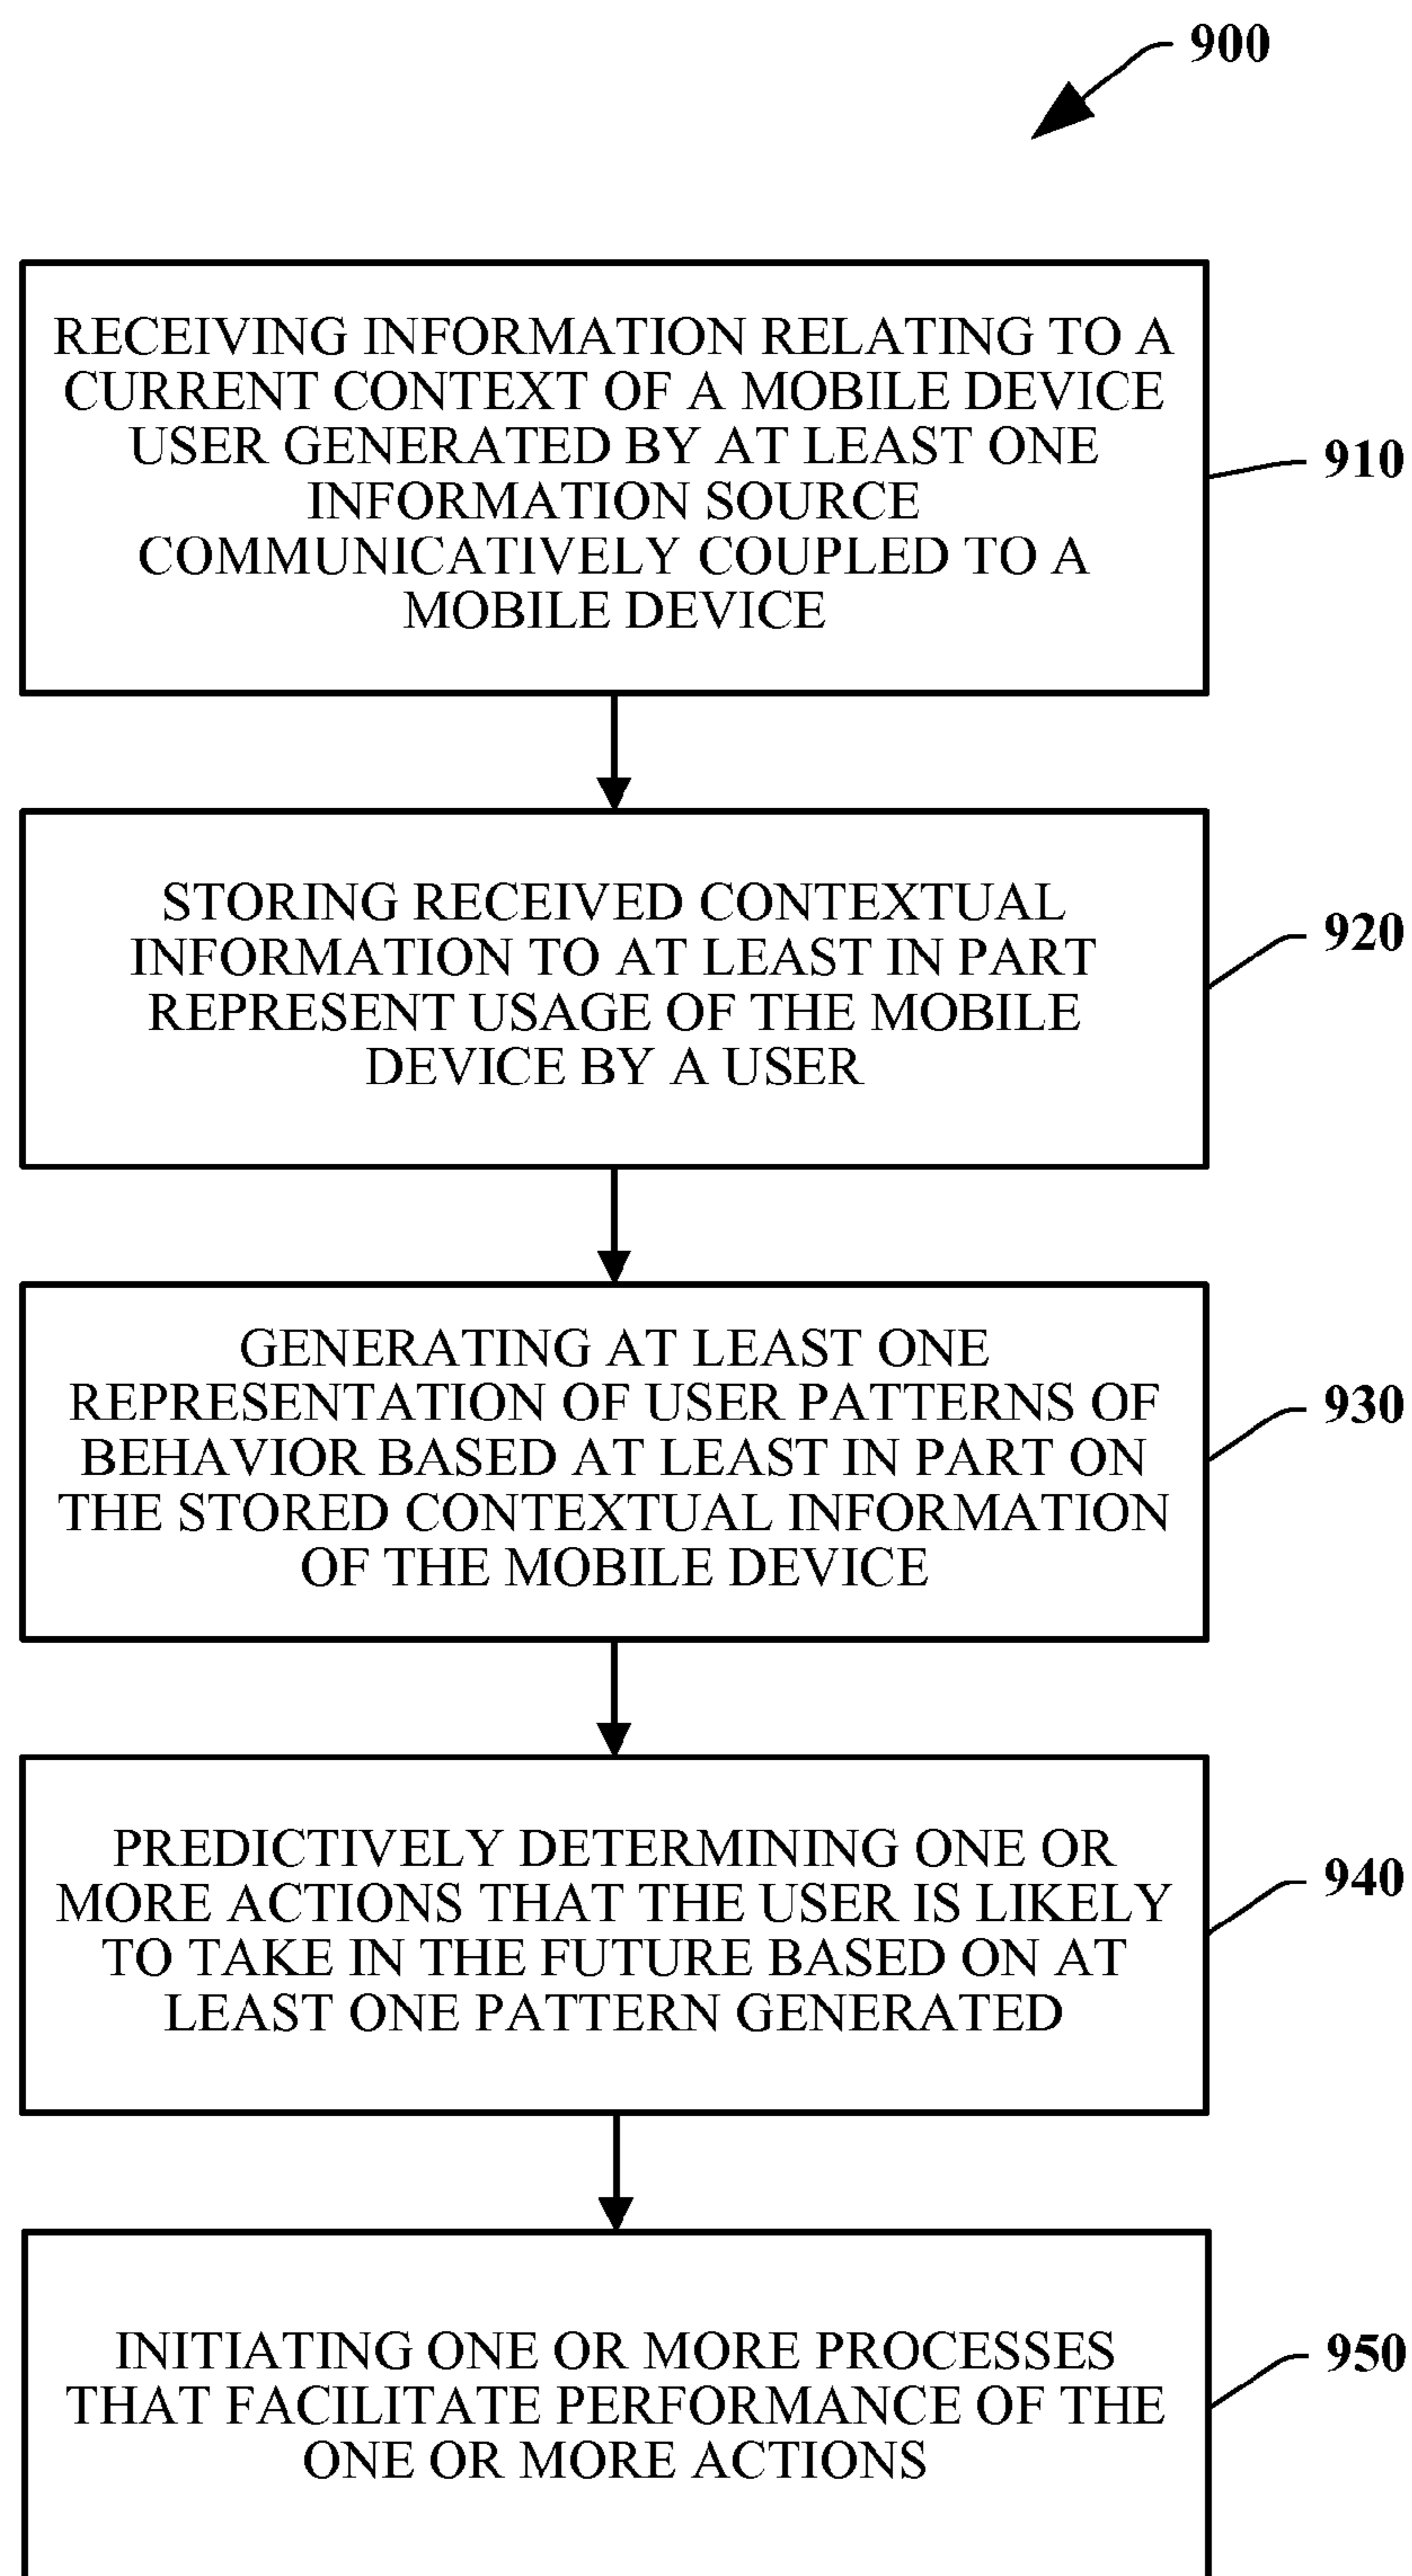 900
RECEIVING INFORMATION RELATING TO A
CURRENT CONTEXT OF A MOBILE DEVICE
USER GENERATED BY AT LEAST ONE
INFORMATION SOURCE
COMMUNICATIVELY COUPLED TO A
MOBILE DEVICE
910
STORING RECEIVED CONTEXTUAL
INFORMATION TO AT LEAST IN PART
REPRESENT USAGE OF THE MOBILE
DEVICE BY A USER
920
GENERATING AT LEAST ONE
REPRESENTATION OF USER PATTERNS OF
BEHAVIOR BASED AT LEAST IN PART ON
THE STORED CONTEXTUAL INFORMATION
OF THE MOBILE DEVICE
930
PREDICTIVELY DETERMINING ONE OR
MORE ACTIONS THAT THE USER IS LIKELY
TO TAKE IN THE FUTURE BASED ON AT
LEAST ONE PATTERN GENERATED
940
INITIATING ONE OR MORE PROCESSES
THAT FACILITATE PERFORMANCE OF THE
ONE OR MORE ACTIONS
950